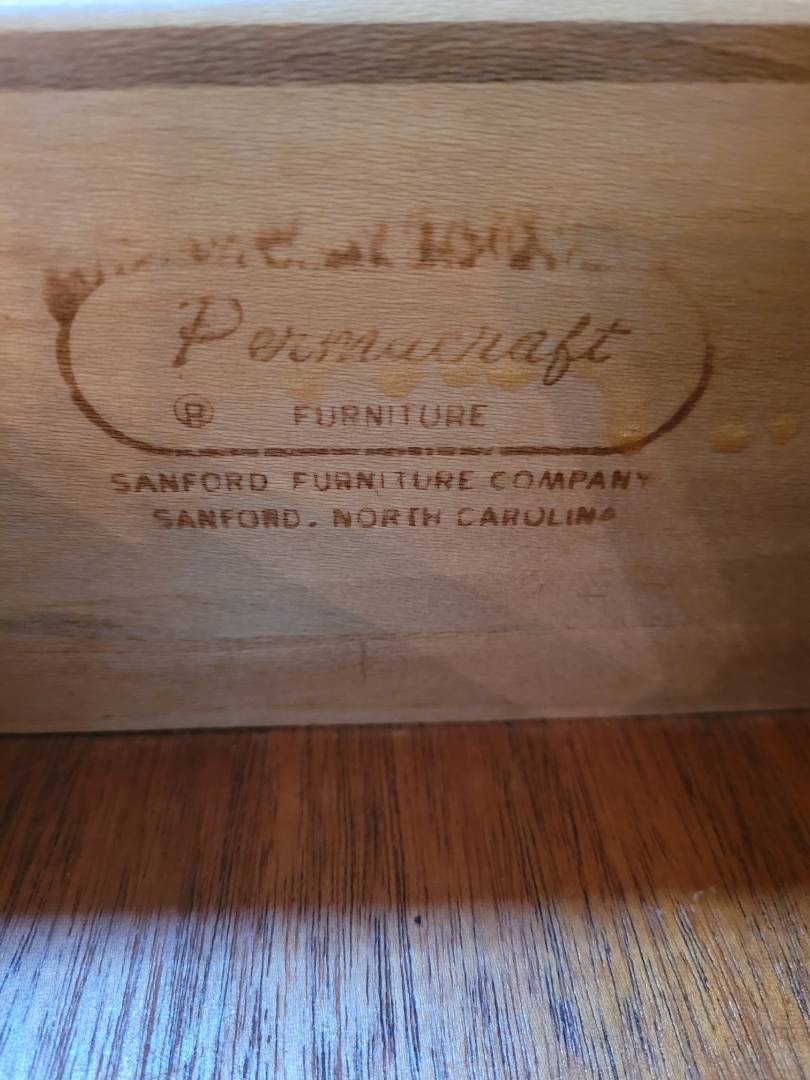 Permacraft
® FURNITURE
SANFORD FURNITURE COMPANY
SANFORD. NORTH CAROLINA